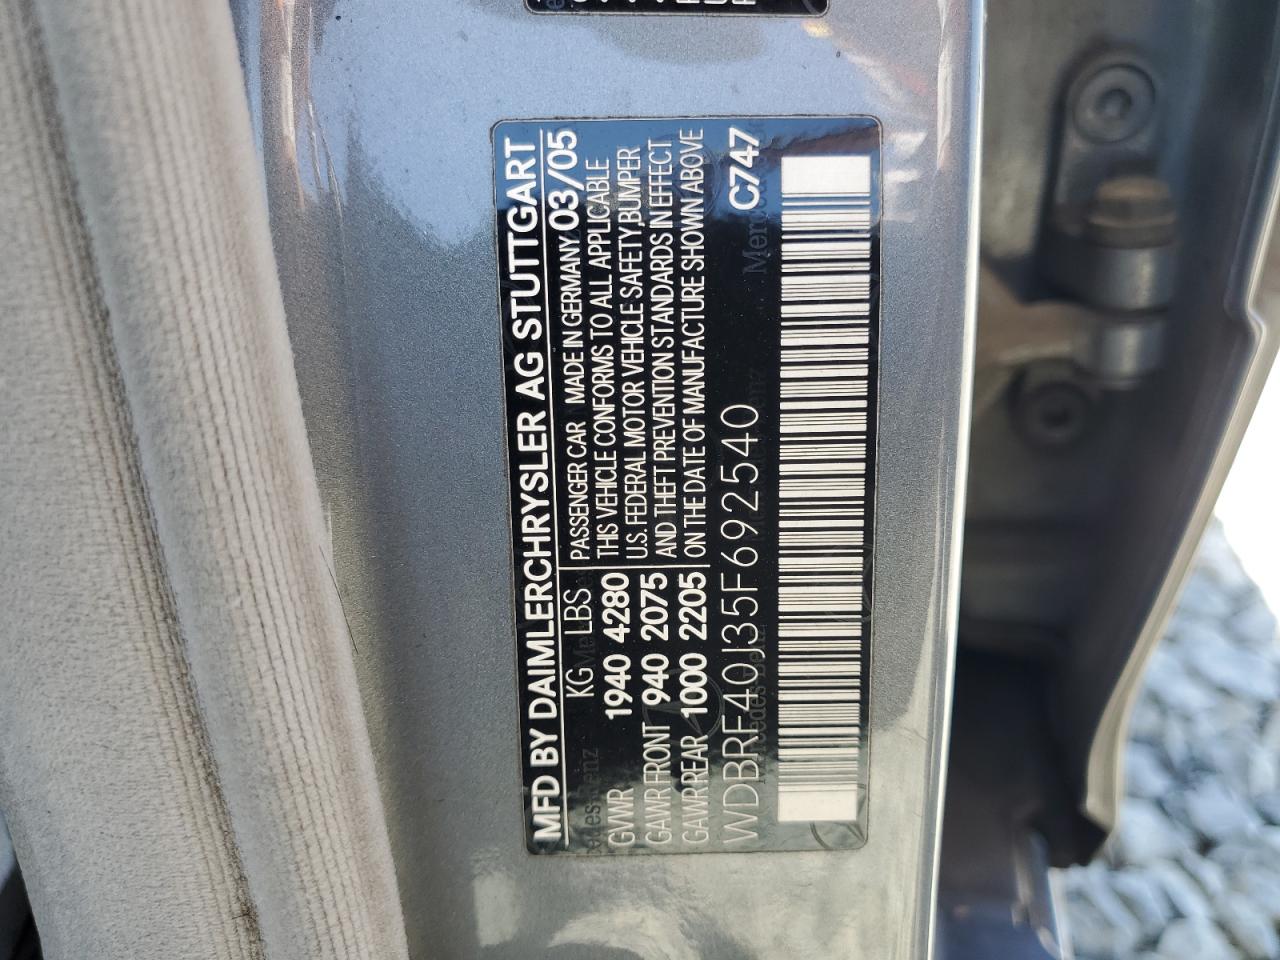 MFD BY DAIMLERCHRYSLER AG STUTTGART
KG LBS PASSENGER CAR MADE IN GERMANY 03/05
GVWR 1940 4280 THIS VEHICLE CONFORMS TO ALL APPLICABLE
U.S. FEDERAL MOTOR VEHICLE SAFETY,BUMPER
GAWR FRONT 940 2075 AND THEFT PREVENTION STANDARDS IN EFFECT
GAWR REAR 1000 2205 ON THE DATE OF MANUFACTURE SHOWN ABOVE
WDBRF40J35F692540 C747